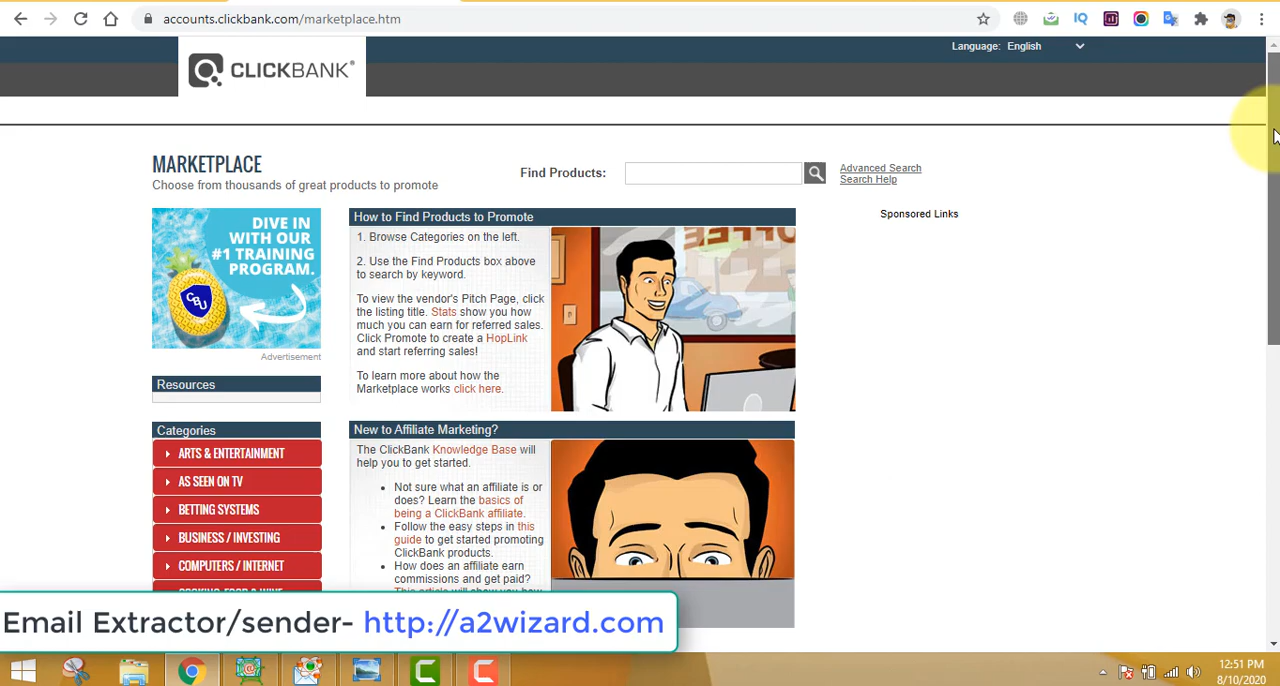 accounts.clickbank.com/marketplace.htm
Language: English
CLICKBANK
MARKETPLACE
Choose from thousands of great products to promote
Find Products:
Advanced Search
Search Help
DIVE IN
WITH OUR
#1 TRAINING
PROGRAM.
CBU
Advertisement
Resources
Categories
ARTS & ENTERTAINMENT
AS SEEN ON TV
BETTING SYSTEMS
BUSINESS / INVESTING
COMPUTERS / INTERNET
How to Find Products to Promote
1. Browse Categories on the left.
2. Use the Find Products box above
to search by keyword.
To view the vendor's Pitch Page, click
the listing title. Stats show you how
much you can earn for referred sales.
Click Promote to create a HopLink
and start referring sales!
To learn more about how the
Marketplace works click here.
New to Affiliate Marketing?
The ClickBank Knowledge Base will
help you to get started.
Not sure what an affiliate is or
does? Learn the basics of
being a ClickBank affiliate.
Follow the easy steps in this
guide to get started promoting
ClickBank products.
How does an affiliate earn
commissions and get paid?
Sponsored Links
Email Extractor/sender- http://a2wizard.com
12:51 PM
8/10/2020